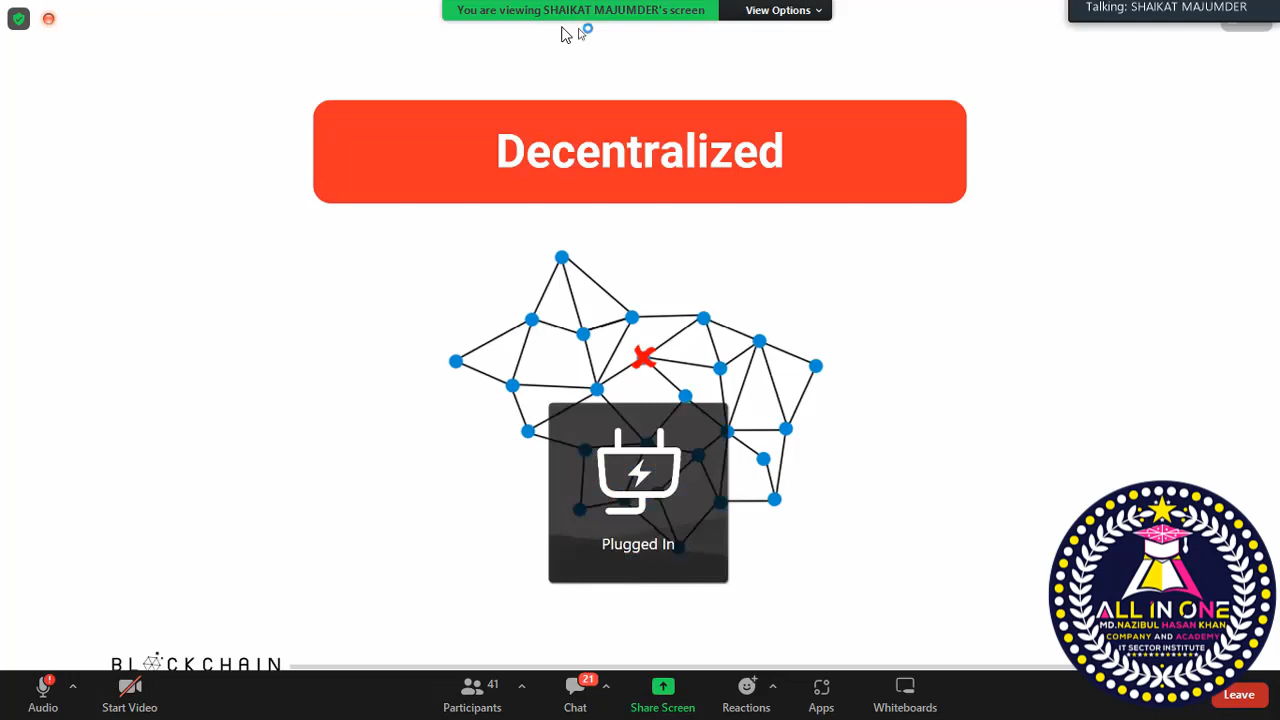 You are viewing SHAIKAT MAJUMDER's screen
View Options
Talking: SHAIKAT MAJUMDER
Decentralized
Plugged In
ALL IN ONE
MD.NAZIBUL HASAN KHAN
COMPANY AND ACADEMY
IT SECTOR INSTITUTE
BLOCKCHAIN
Audio
Start Video
41
Participants
21
Chat
Share Screen
Reactions
Apps
Whiteboards
Leave